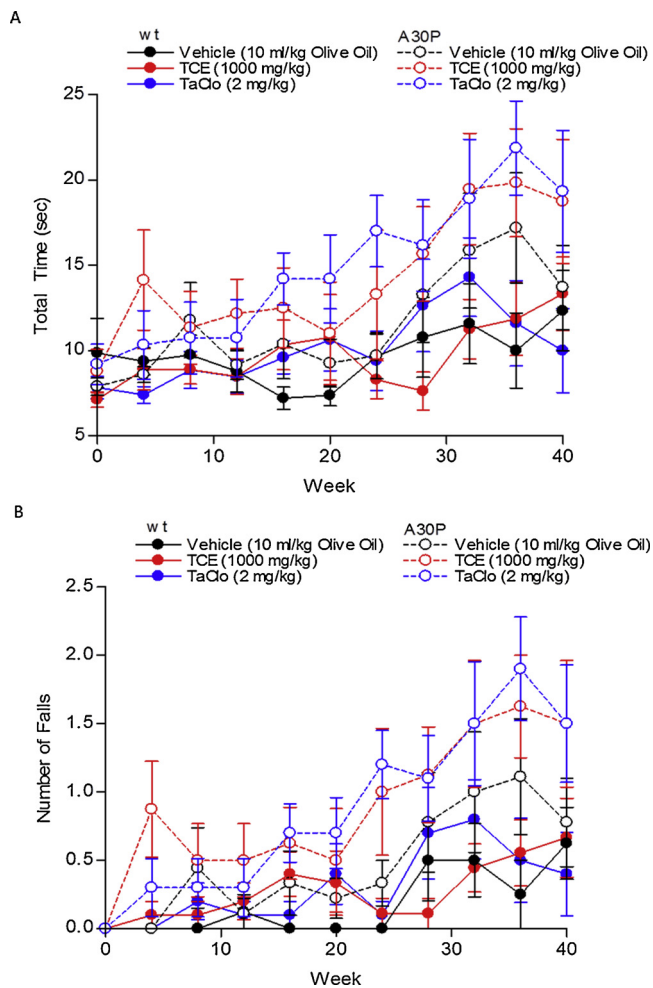 A
wt A30P
Vehicle (10 ml/kg Olive Oil) Vehicle (10 ml/kg Olive Oil)
TCE (1000 mg/kg) TCE (1000 mg/kg)
TaClo (2 mg/kg) TaClo (2 mg/kg)
25
20
15
10
5
Total Time (sec)
0 10 20 30 40
Week
B
wt A30P
Vehicle (10 ml/kg Olive Oil) Vehicle (10 ml/kg Olive Oil)
TCE (1000 mg/kg) TCE (1000 mg/kg)
TaClo (2 mg/kg) TaClo (2 mg/kg)
2.5
2.0
1.5
1.0
0.5
0.0
Number of Falls
0 10 20 30 40
Week